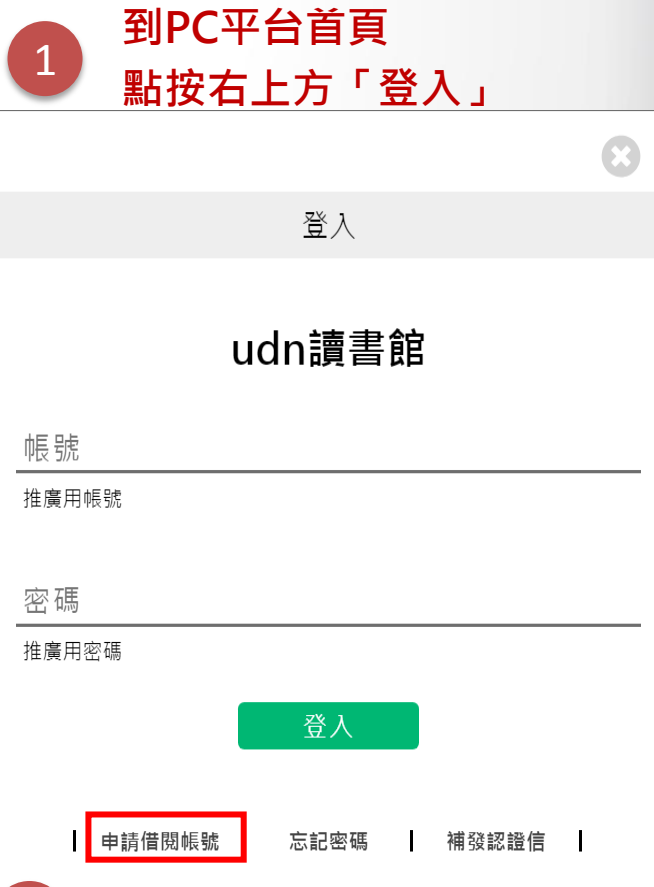 1
到PC平台首頁
點按右上方「登入」
登入
udn讀書館
帳號
推廣用帳號
密碼
推廣用密碼
登入
申請借閱帳號 忘記密碼 補發認證信